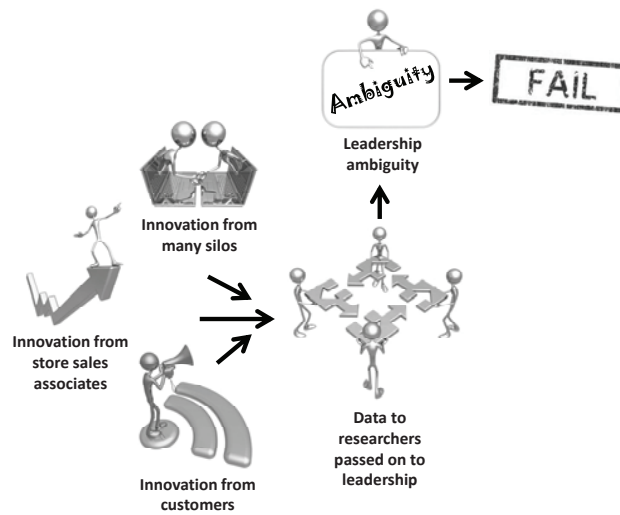 Ambiguity
FAIL
Leadership
ambiguity
Innovation from
many silos
Innovation from
store sales
associates
Data to
researchers
passed on to
leadership
Innovation from
customers